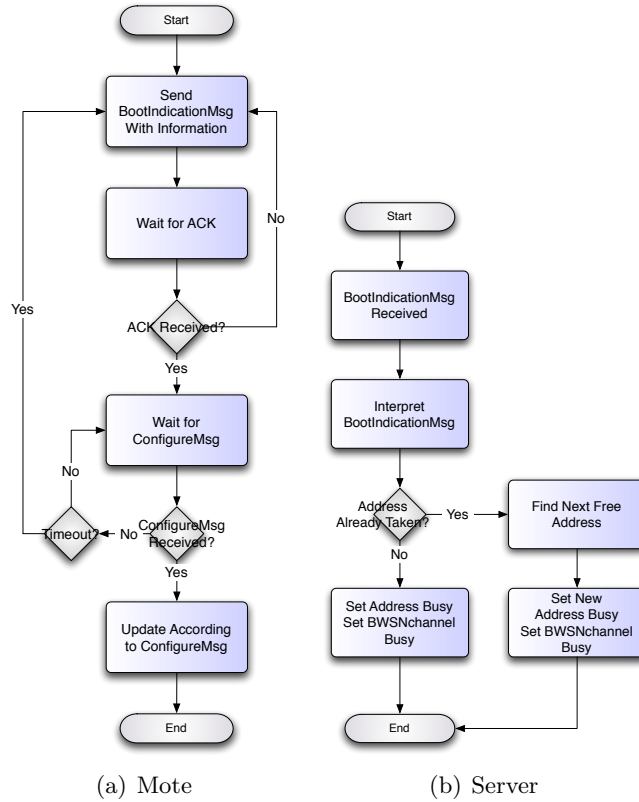 Start
Send
BootIndicationMsg
With Information
Wait for ACK
No
Yes
ACK Received?
Yes
Wait for
ConfigureMsg
No
Timeout?
No
ConfigureMsg
Received?
Yes
Update According
to ConfigureMsg
End
(a) Mote
Start
BootIndicationMsg
Received
Interpret
BootIndicationMsg
Address
Already Taken?
Yes
Find Next Free
Address
No
Set Address Busy
Set BWSNchannel
Busy
Set New
Address Busy
Set BWSNchannel
Busy
End
(b) Server